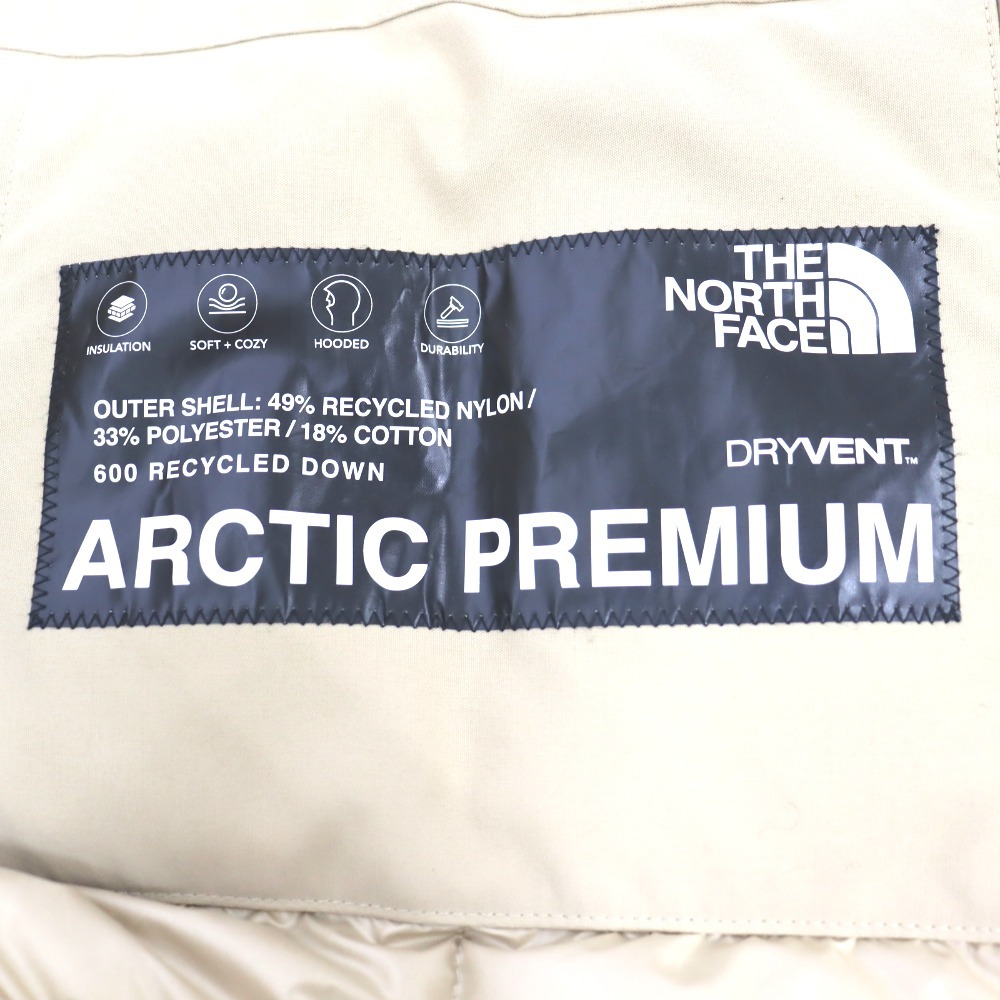 INSULATION
SOFT + COZY
HOODED
DURABILITY
THE
NORTH
FACE
OUTER SHELL: 49% RECYCLED NYLON /
33% POLYESTER / 18% COTTON
600 RECYCLED DOWN
DRYVENT™
ARCTIC PREMIUM